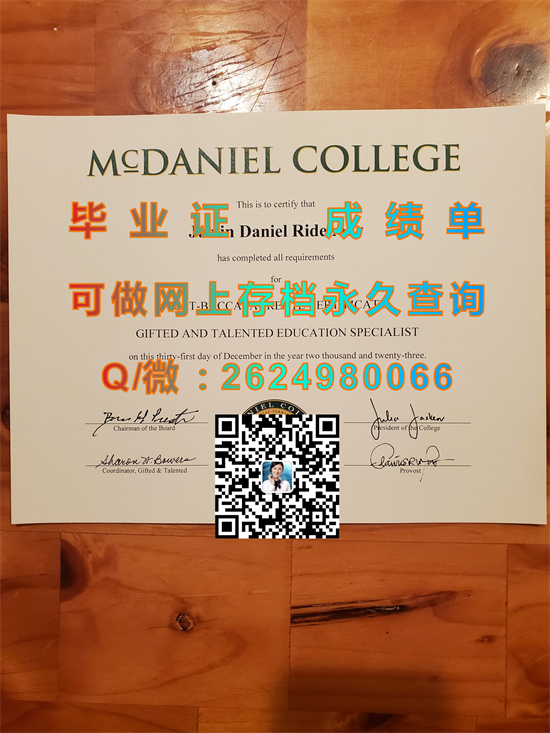 McDANIEL COLLEGE
This is to certify that
毕业证 成绩单
Daniel
has completed all requirements
for
可做网上存档永久查询
GIFTED AND TALENTED EDUCATION SPECIALIST
on this thirty-first day of December in the year two thousand and twenty-three.
Q/微：2624980066
Chairman of the Board
President of the College
Sharon W. Bowers
Coordinator, Gifted & Talented
Provost